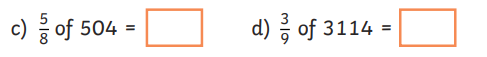 c) 5/8 of 504 = d) 3/9 of 3114 =